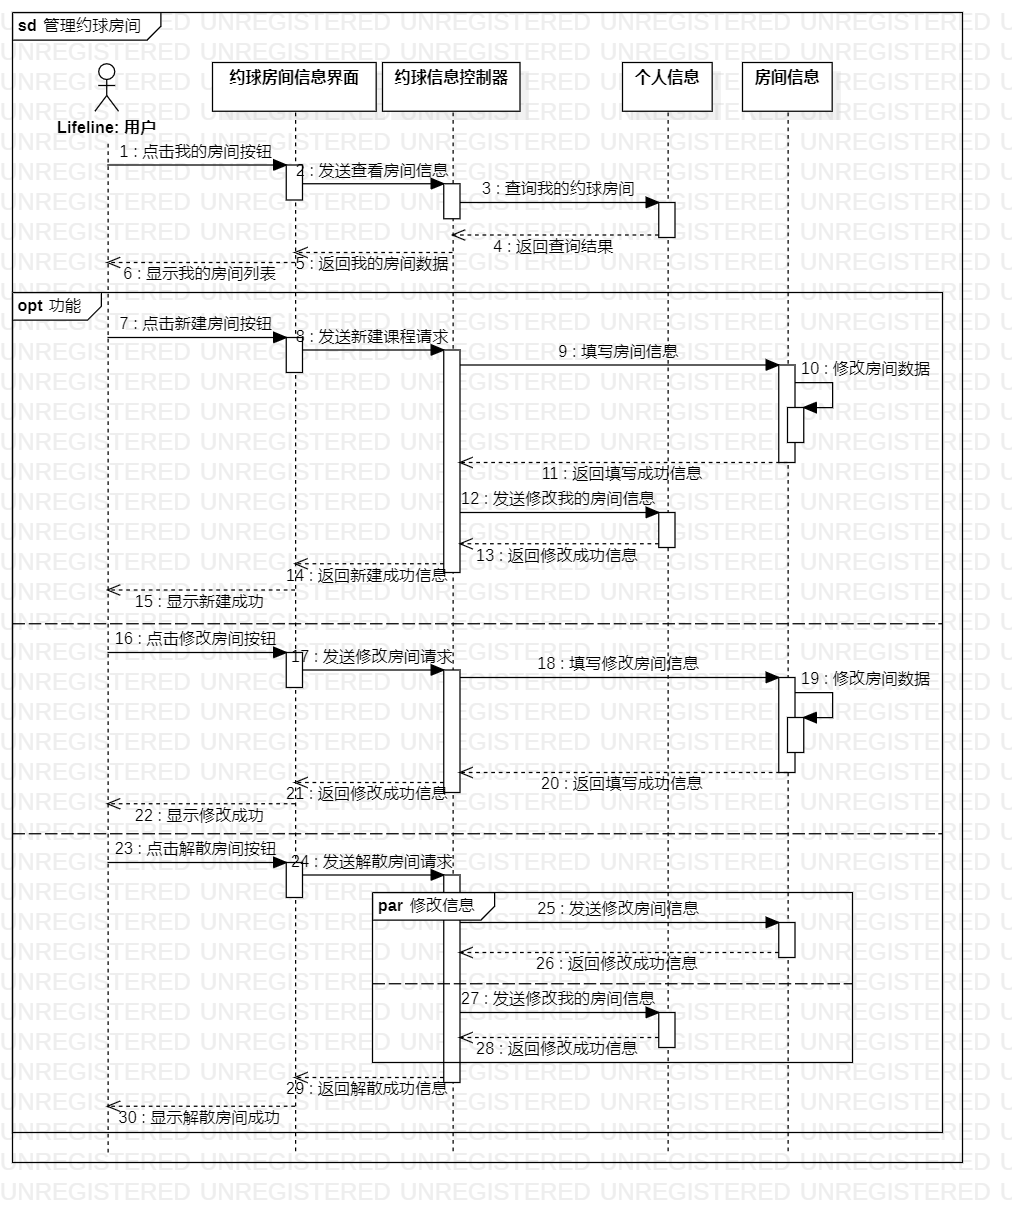 sd 管理约球房间
约球房间信息界面
约球信息控制器
个人信息
房间信息
Lifeline: 用户
1 : 点击我的房间按钮
2 : 发送查看房间信息
3 : 查询我的约球房间
4 : 返回查询结果
5 : 返回我的房间数据
6 : 显示我的房间列表
opt 功能
7 : 点击新建房间按钮
8 : 发送新建课程请求
9 : 填写房间信息
10 : 修改房间数据
11 : 返回填写成功信息
12 : 发送修改我的房间信息
13 : 返回修改成功信息
14 : 返回新建成功信息
15 : 显示新建成功
16 : 点击修改房间按钮
17 : 发送修改房间请求
18 : 填写修改房间信息
19 : 修改房间数据
20 : 返回填写成功信息
21 : 返回修改成功信息
22 : 显示修改成功
23 : 点击解散房间按钮
24 : 发送解散房间请求
par 修改信息
25 : 发送修改房间信息
26 : 返回修改成功信息
27 : 发送修改我的房间信息
28 : 返回修改成功信息
29 : 返回解散成功信息
30 : 显示解散房间成功
UNREGISTERED UNREGISTERED UNREGISTERED UNREGISTERED UNREGISTERED